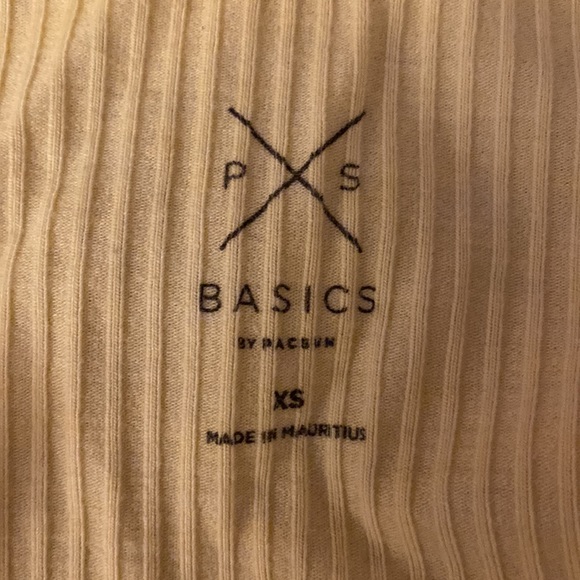 P S
BASICS
BY PACSUN
XS
MADE IN MAURITIUS